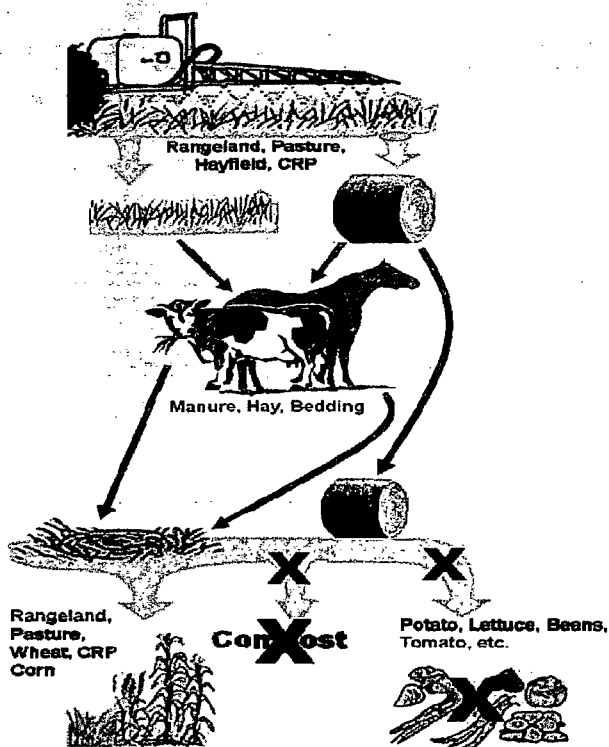 Rangeland, Pasture,
Hayfield, CRP
Manure, Hay, Bedding
Rangeland,
Pasture,
Wheat, CRP
Corn
Compost
Potato, Lettuce, Beans,
Tomato, etc.